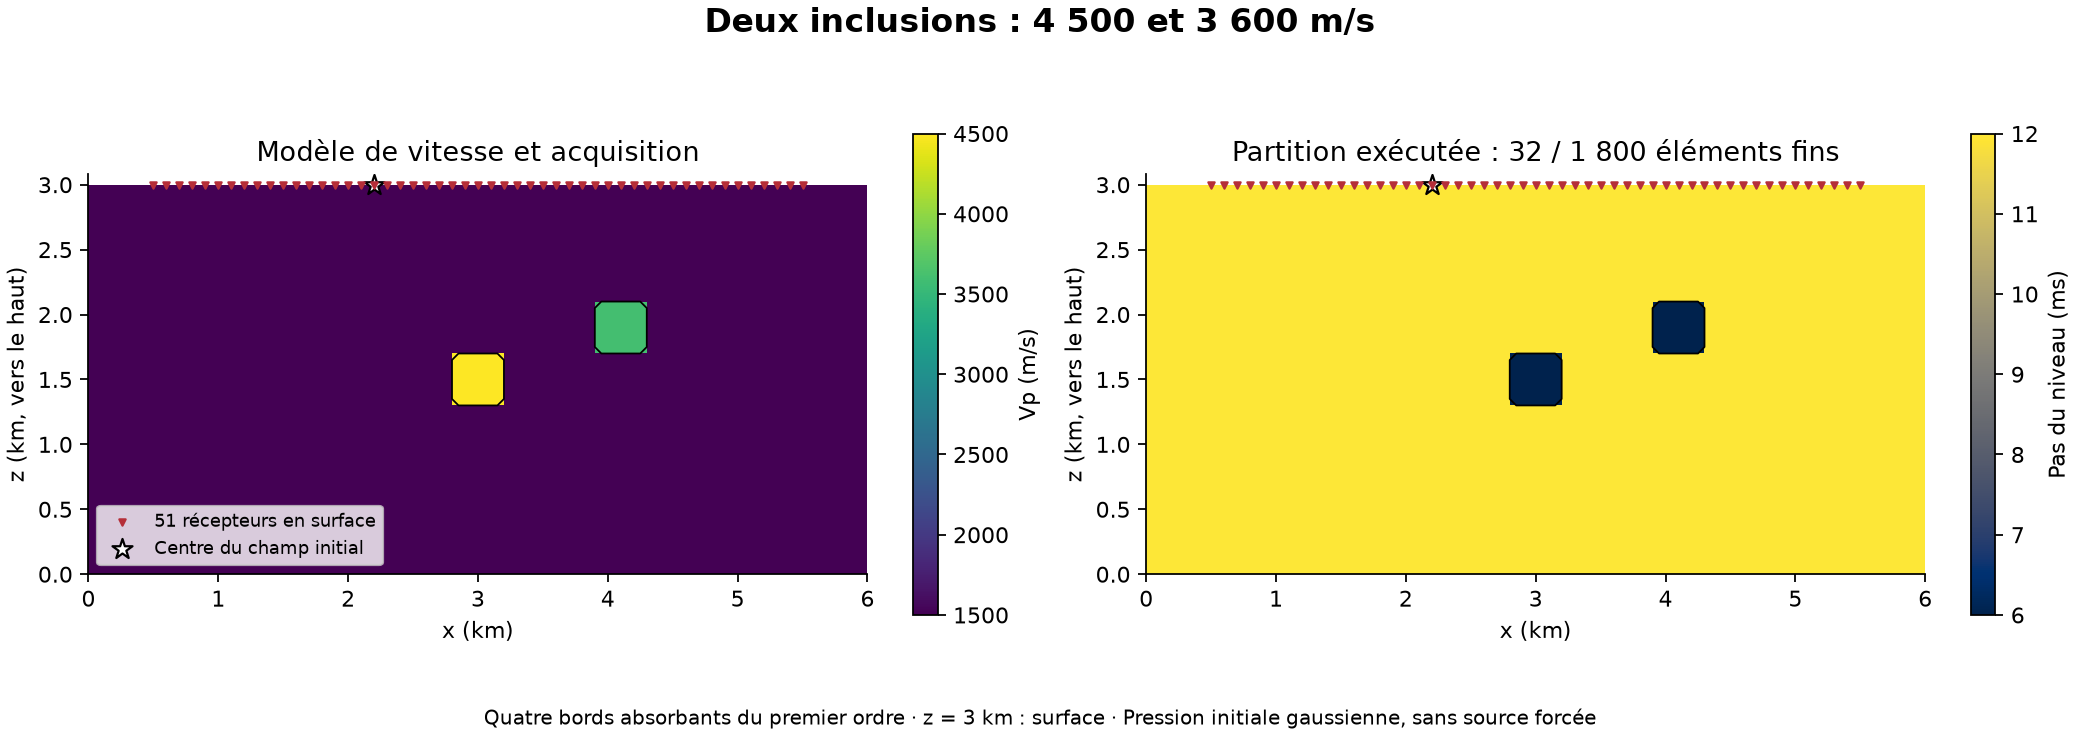 Deux inclusions : 4 500 et 3 600 m/s
Modèle de vitesse et acquisition
z (km, vers le haut)
3.0
2.5
2.0
1.5
1.0
0.5
0.0
51 récepteurs en surface
Centre du champ initial
0 1 2 3 4 5 6
x (km)
4500
4000
3500
3000
2500
2000
1500
Vp (m/s)
Partition exécutée : 32 / 1 800 éléments fins
z (km, vers le haut)
3.0
2.5
2.0
1.5
1.0
0.5
0.0
0 1 2 3 4 5 6
x (km)
12
11
10
9
8
7
6
Pas du niveau (ms)
Quatre bords absorbants du premier ordre · z = 3 km : surface · Pression initiale gaussienne, sans source forcée